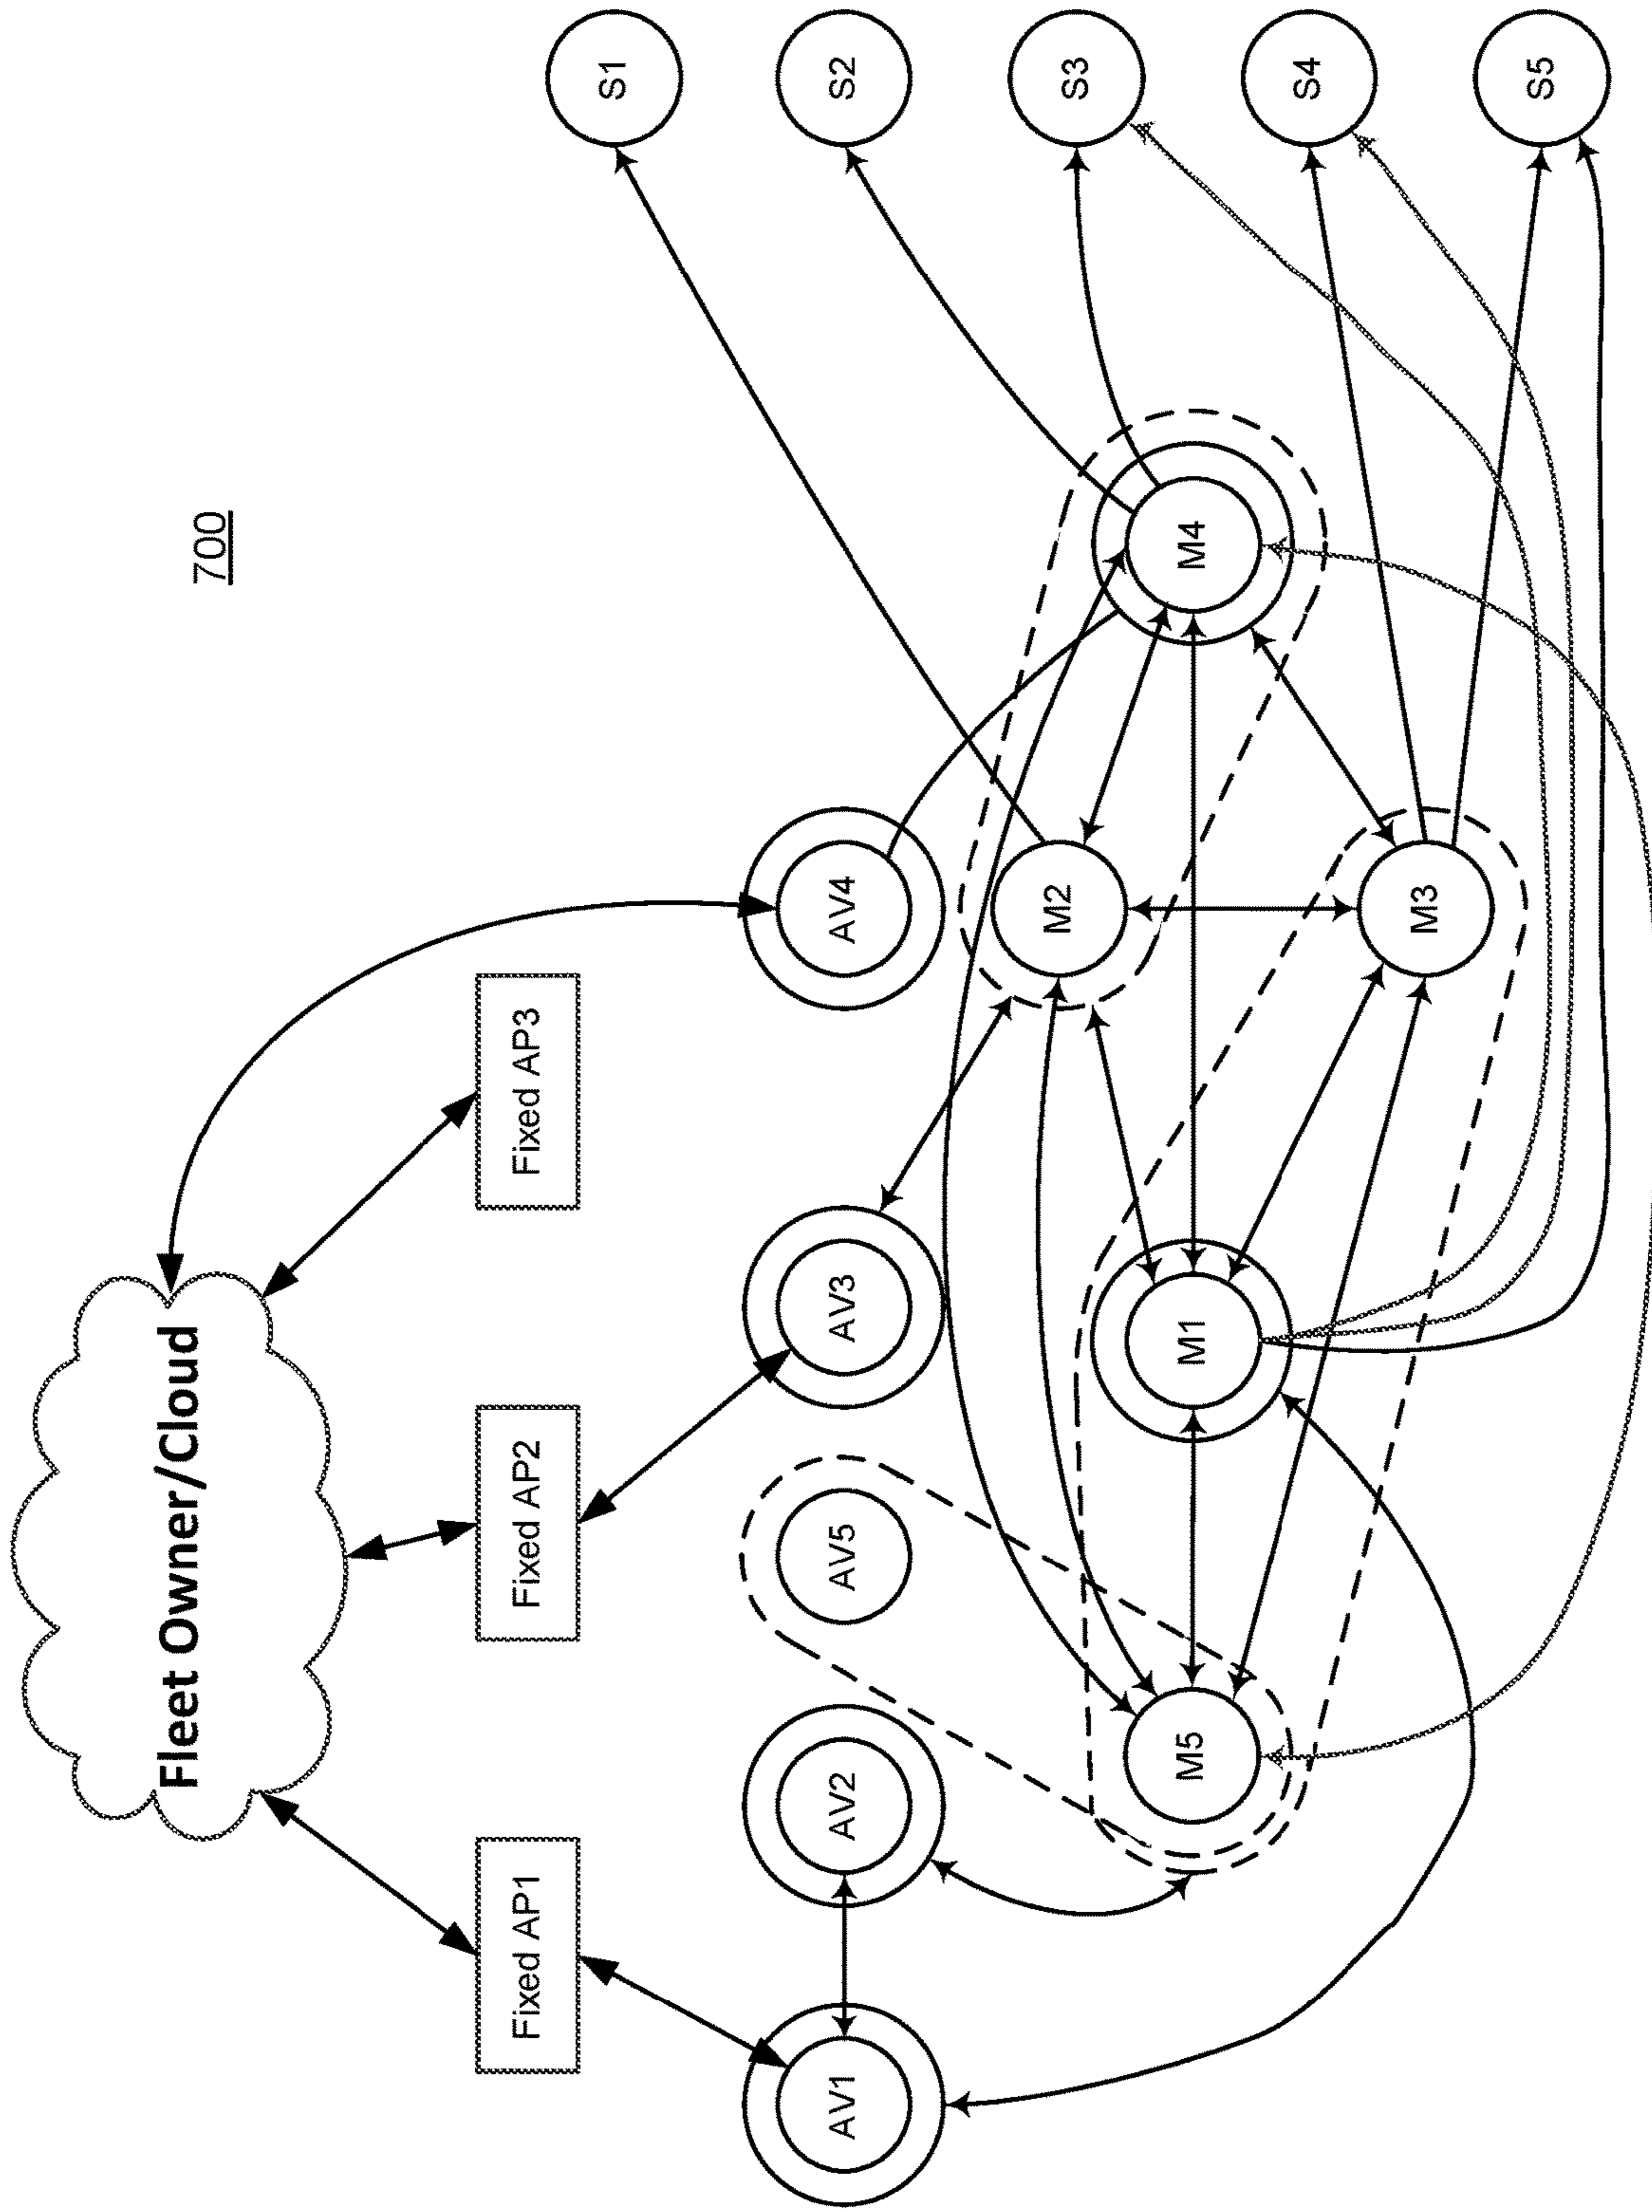 700
Fleet Owner/Cloud
Fixed AP1
Fixed AP2
Fixed AP3
AV1
AV2
AV5
AV3
AV4
M2
M5
M1
M4
M3
S1
S2
S3
S4
S5